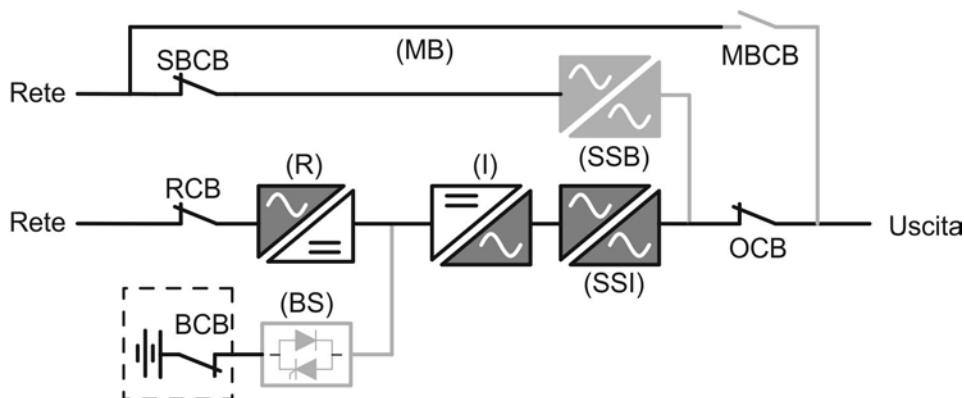 (MB)
MBCB
SBCB
Rete
(SSB)
(R)
(I)
RCB
Rete
Uscita
OCB
(SSI)
(BS)
BCB